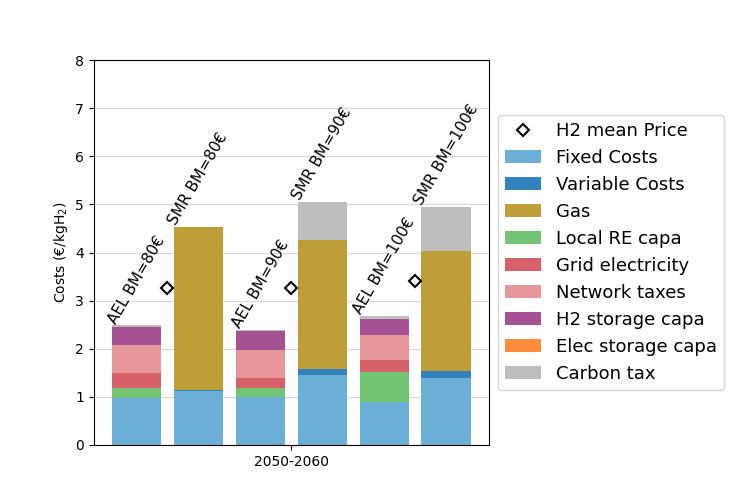 8
7
6
5
4
3
2
1
0
Costs (€/kgH₂)
AEL BM=80€
SMR BM=80€
AEL BM=90€
SMR BM=90€
AEL BM=100€
SMR BM=100€
2050-2060
H2 mean Price
Fixed Costs
Variable Costs
Gas
Local RE capa
Grid electricity
Network taxes
H2 storage capa
Elec storage capa
Carbon tax